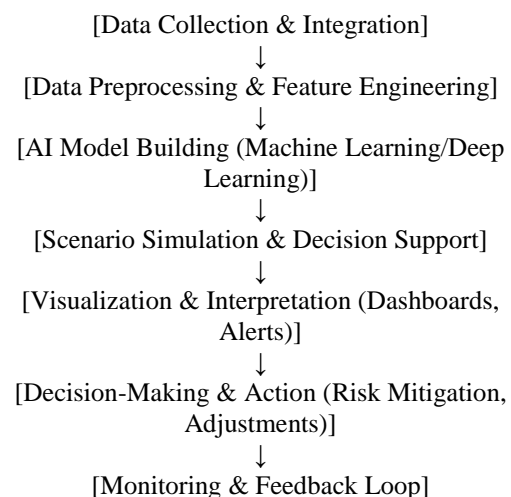 [Data Collection & Integration]
↓
[Data Preprocessing & Feature Engineering]
↓
[AI Model Building (Machine Learning/Deep
Learning)]
↓
[Scenario Simulation & Decision Support]
↓
[Visualization & Interpretation (Dashboards,
Alerts)]
↓
[Decision-Making & Action (Risk Mitigation,
Adjustments)]
↓
[Monitoring & Feedback Loop]